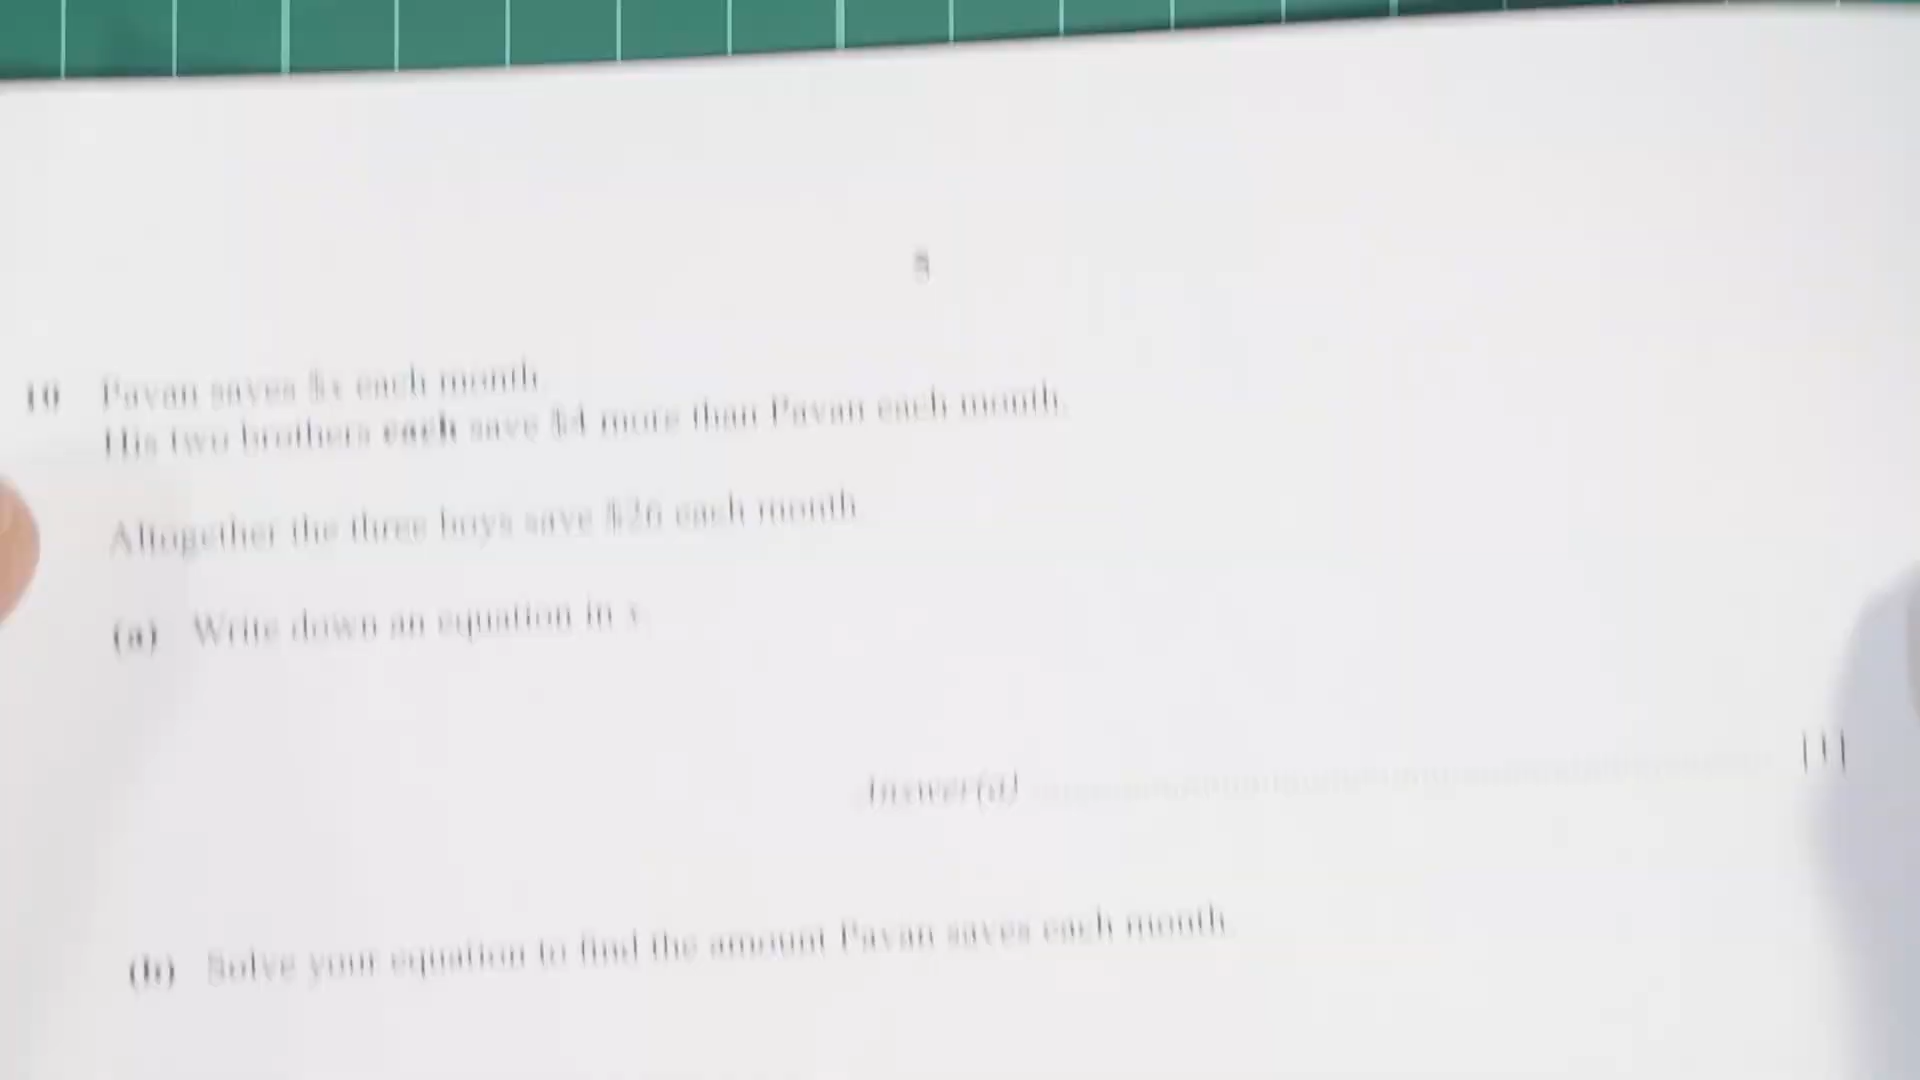 10 Pavan saves $x each month.
His two brothers each save $4 more than Pavan each month.
Altogether the three boys save $26 each month.
(a) Write down an equation in x.
Answer(a) [1]
(b) Solve your equation to find the amount Pavan saves each month.